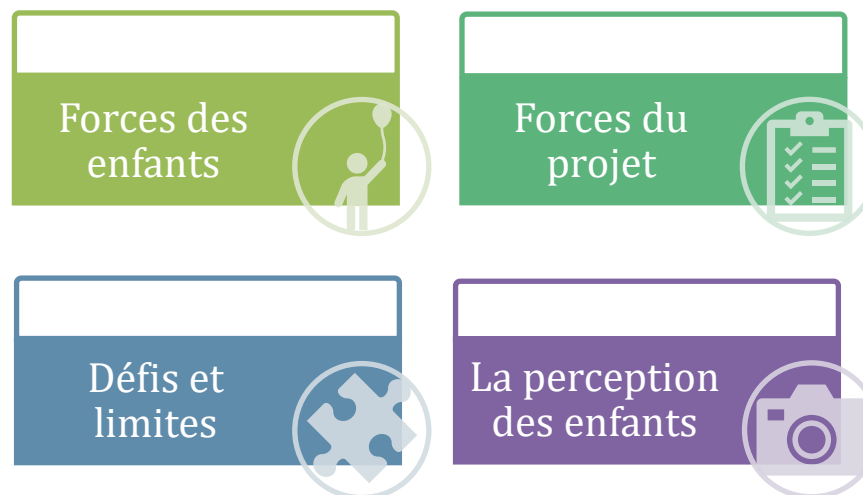 Forces des
enfants
Forces du
projet
Défis et
limites
La perception
des enfants